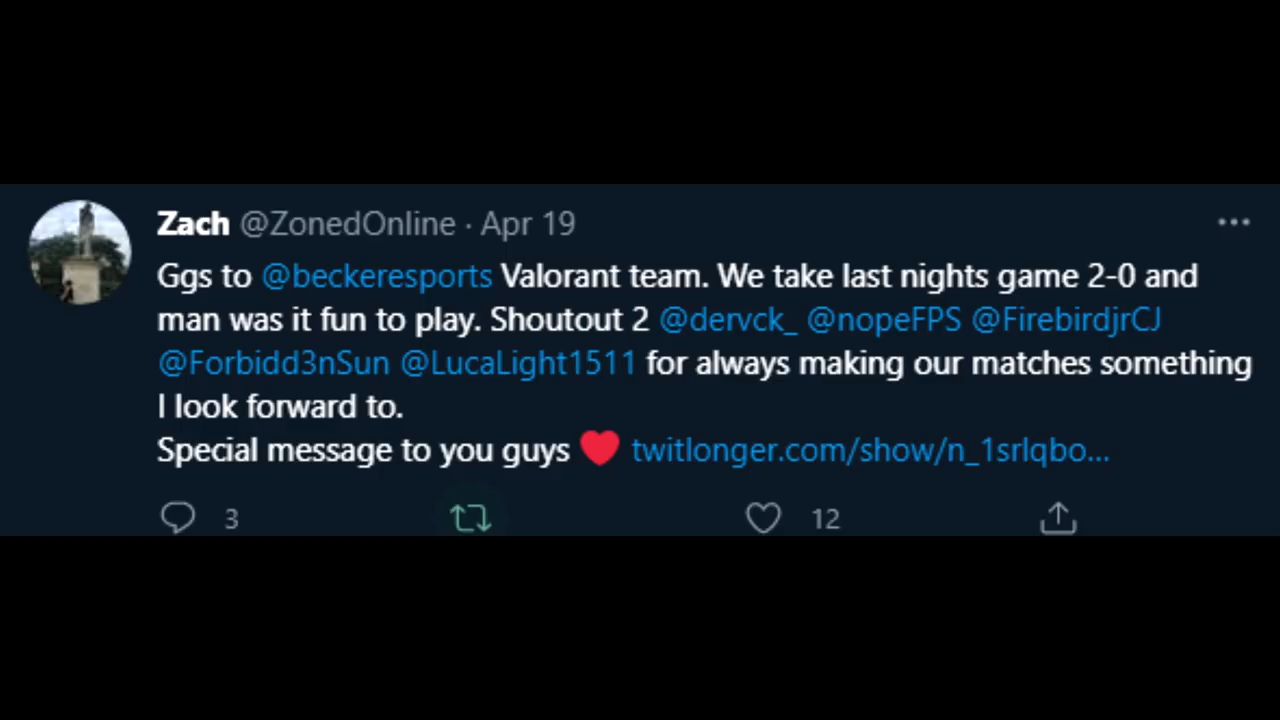 Zach @ZonedOnline · Apr 19
Ggs to @beckeresports Valorant team. We take last nights game 2-0 and
man was it fun to play. Shoutout 2 @dervck_ @nopeFPS @FirebirdjrCJ
@Forbidd3nSun @LucaLight1511 for always making our matches something
I look forward to.
Special message to you guys ❤️ twitlonger.com/show/n_1srlqbo...
3 12